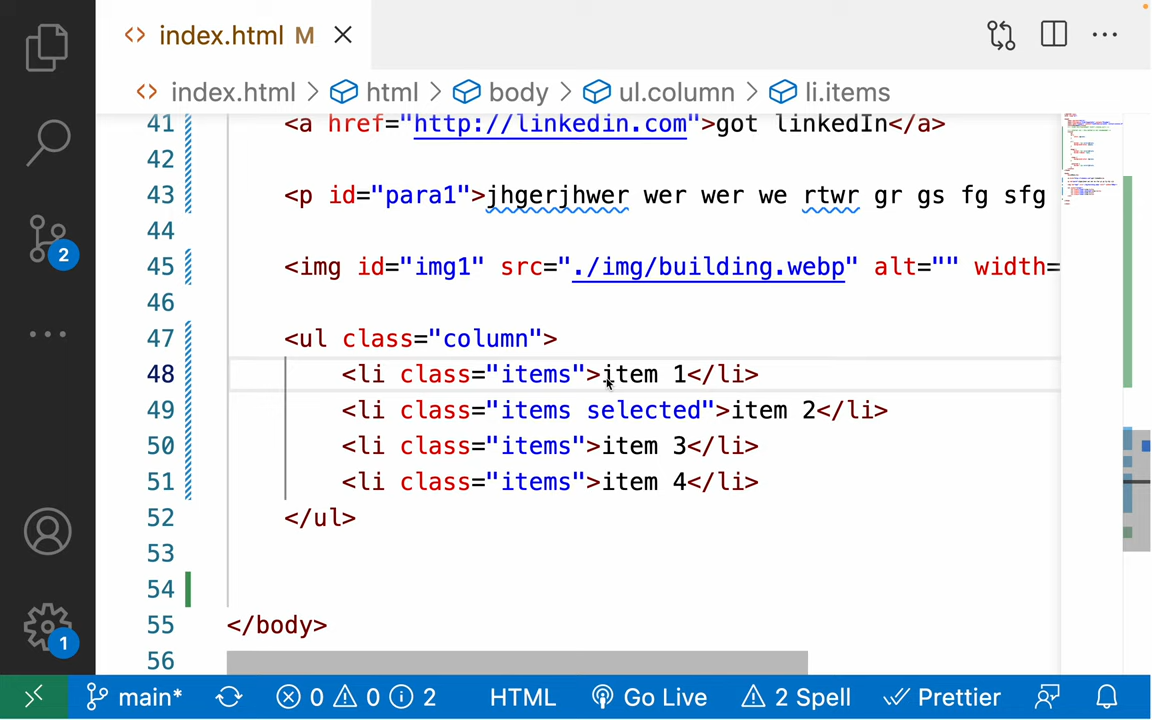 index.html M
index.html > html > body > ul.column > li.items
41 <a href="http://linkedin.com">got linkedIn</a>
42
43 <p id="para1">jhgerjhwer wer wer we rtwr gr gs fg sfg
44
45 <img id="img1" src="./img/building.webp" alt="" width=
46
47 <ul class="column">
48 <li class="items">item 1</li>
49 <li class="items selected">item 2</li>
50 <li class="items">item 3</li>
51 <li class="items">item 4</li>
52 </ul>
53
54
55 </body>
56
2
1
main* 0 0 2 HTML Go Live 2 Spell Prettier